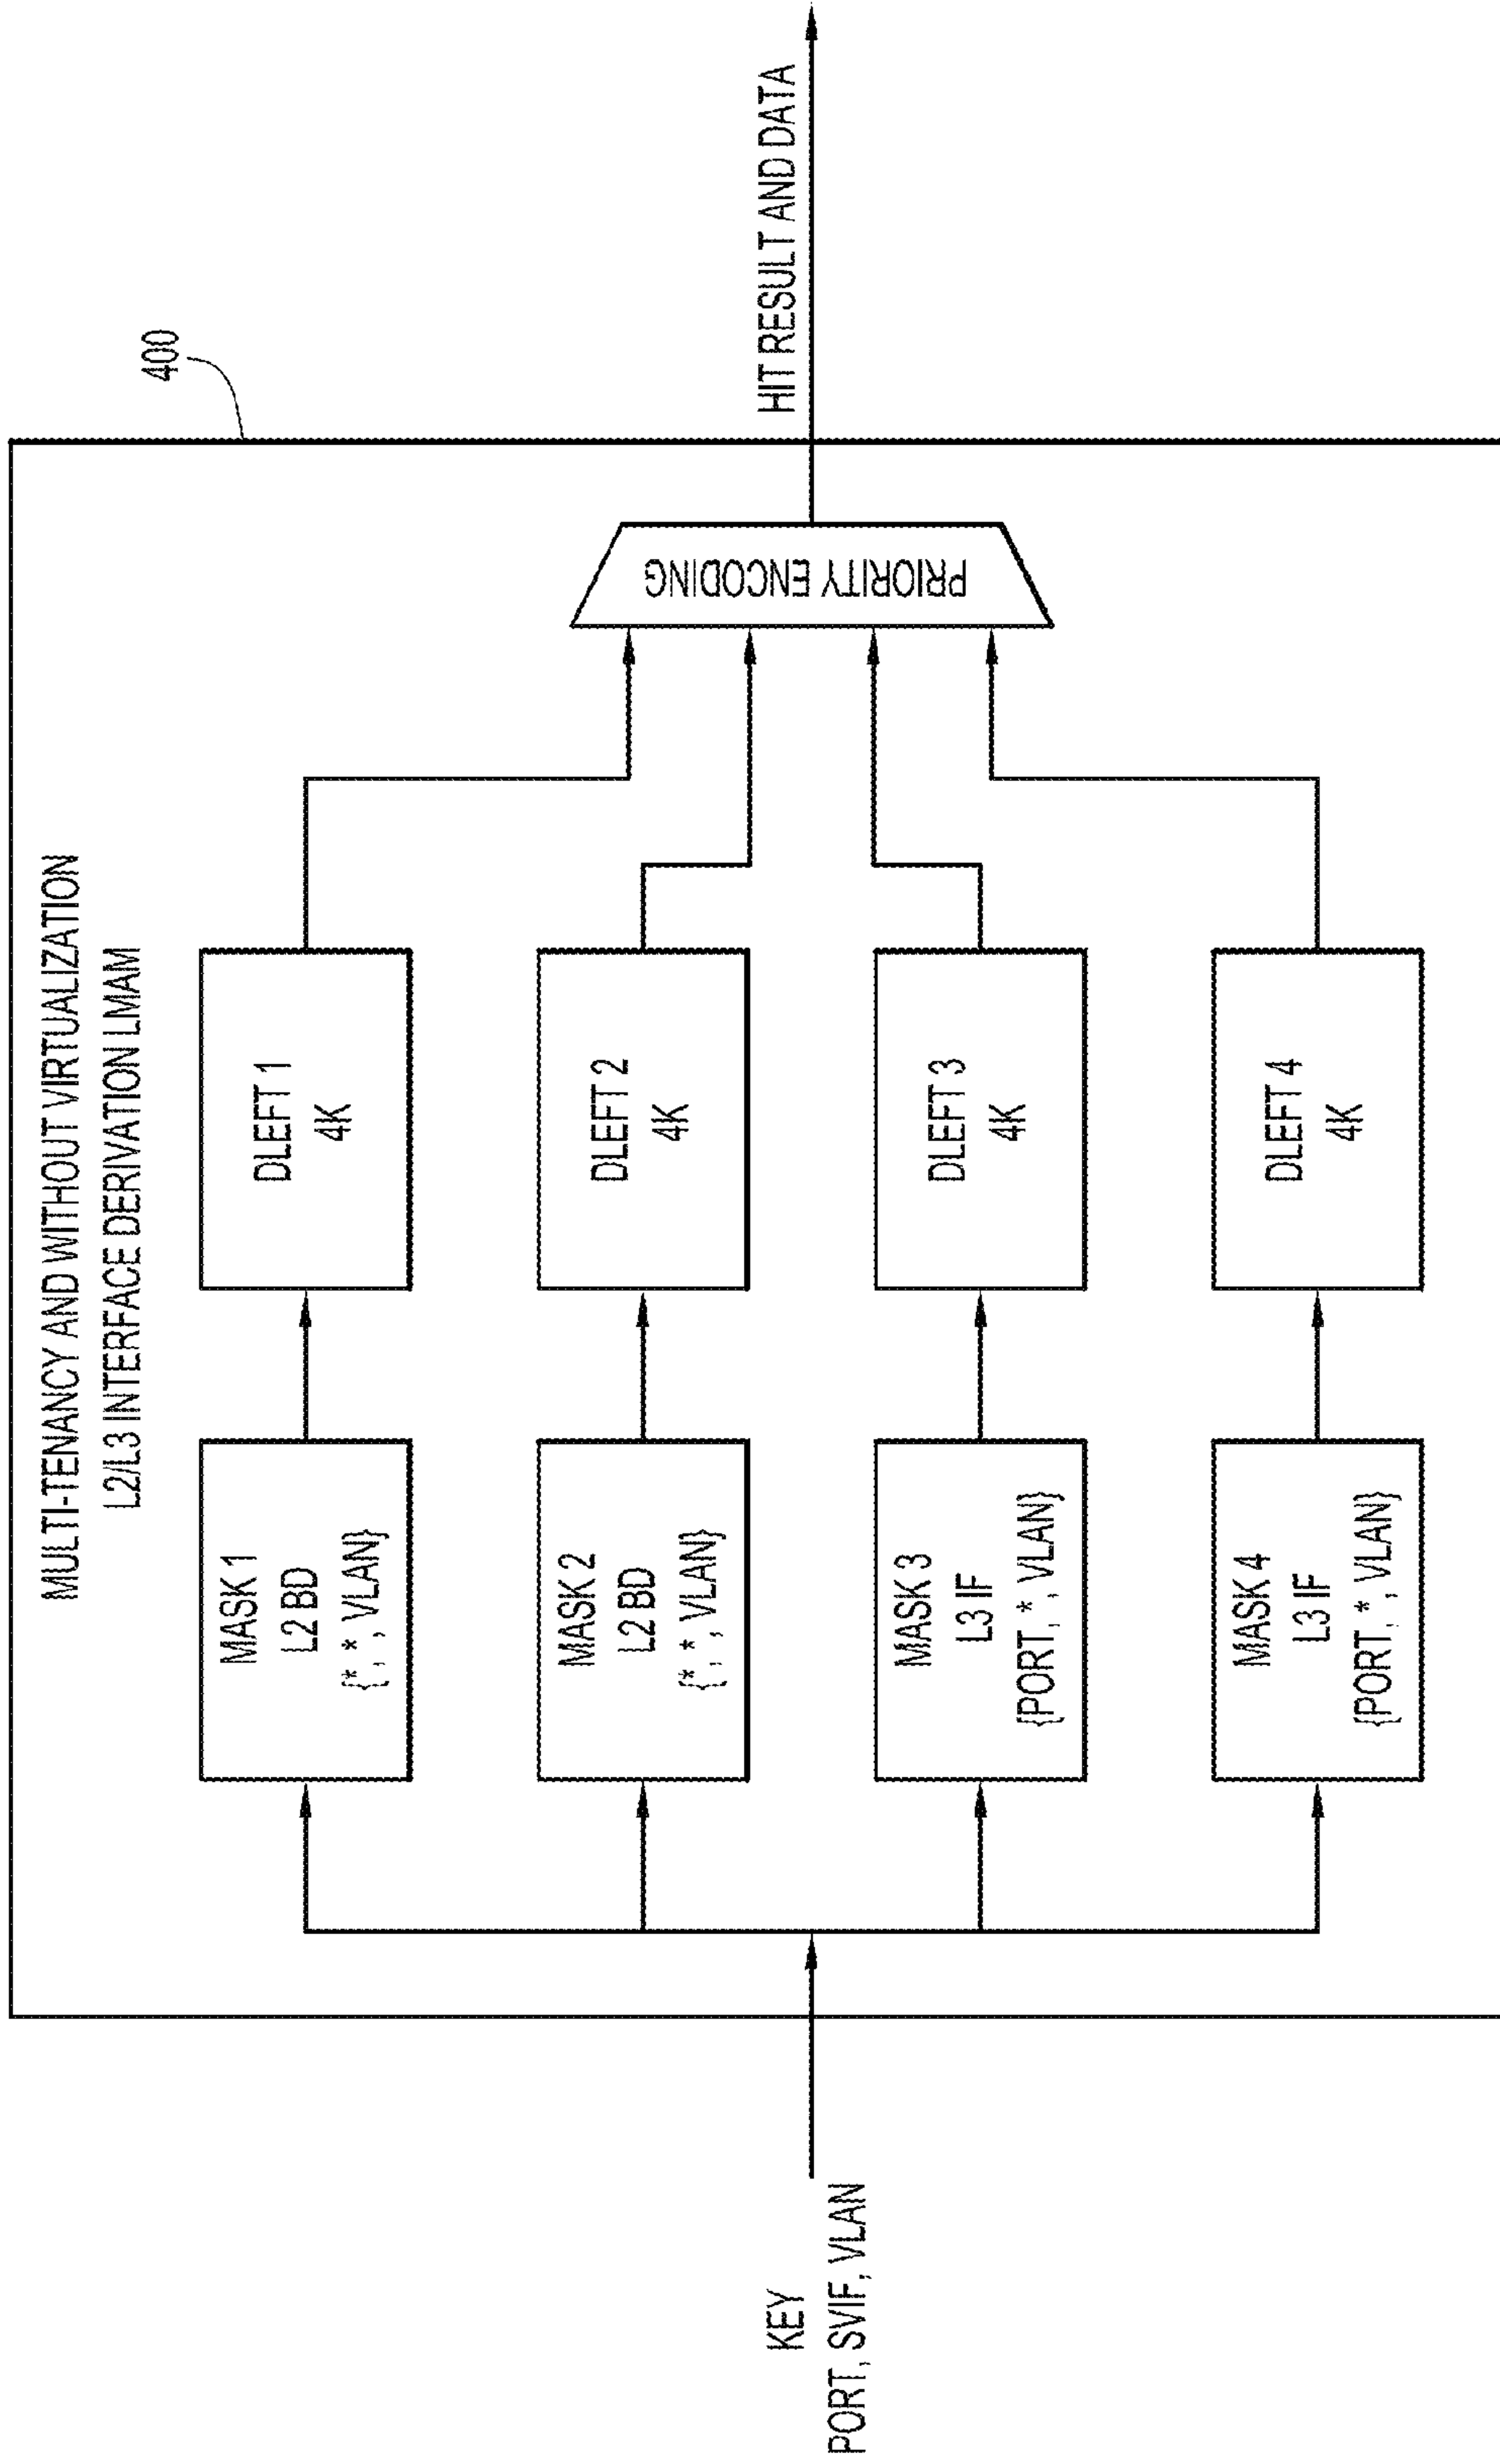 MULTI-TENANCY AND WITHOUT VIRTUALIZATION
L2/L3 INTERFACE DERIVATION LMAM
400
KEY
PORT, SVIF, VLAN
MASK 1
L2 BD
{*, *, VLAN}
DLEFT 1
4K
MASK 2
L2 BD
{*, *, VLAN}
DLEFT 2
4K
MASK 3
L3 IF
{PORT, *, VLAN}
DLEFT 3
4K
MASK 4
L3 IF
{PORT, *, VLAN}
DLEFT 4
4K
PRIORITY ENCODING
HIT RESULT AND DATA